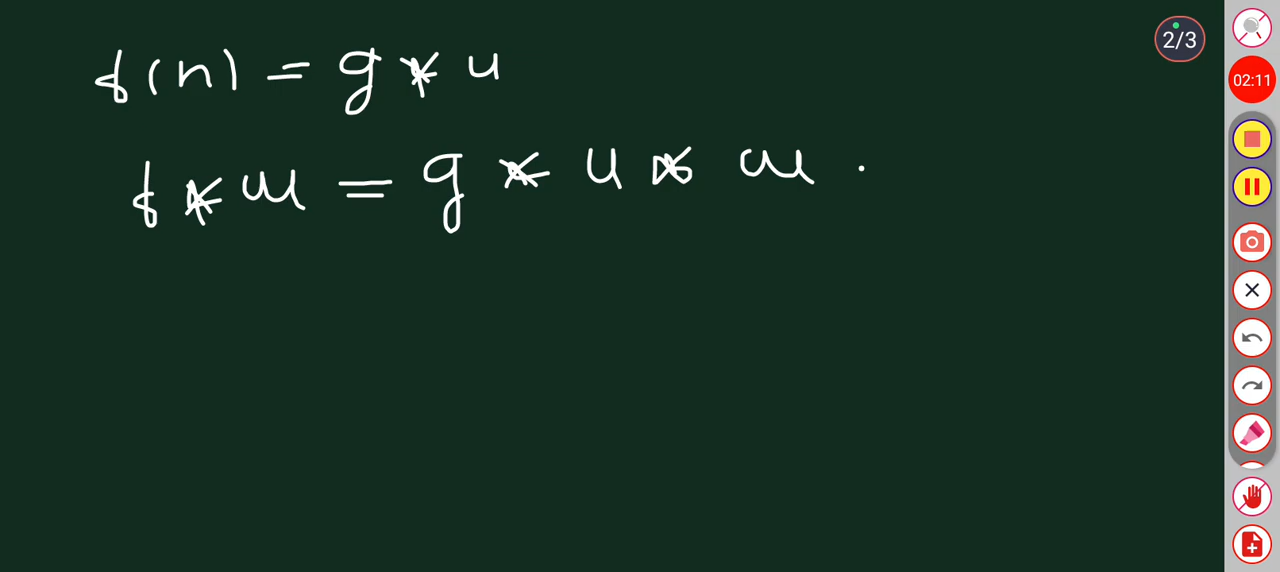 f(n) = g * u
f * μ = g * u * μ .
2/3
02:11